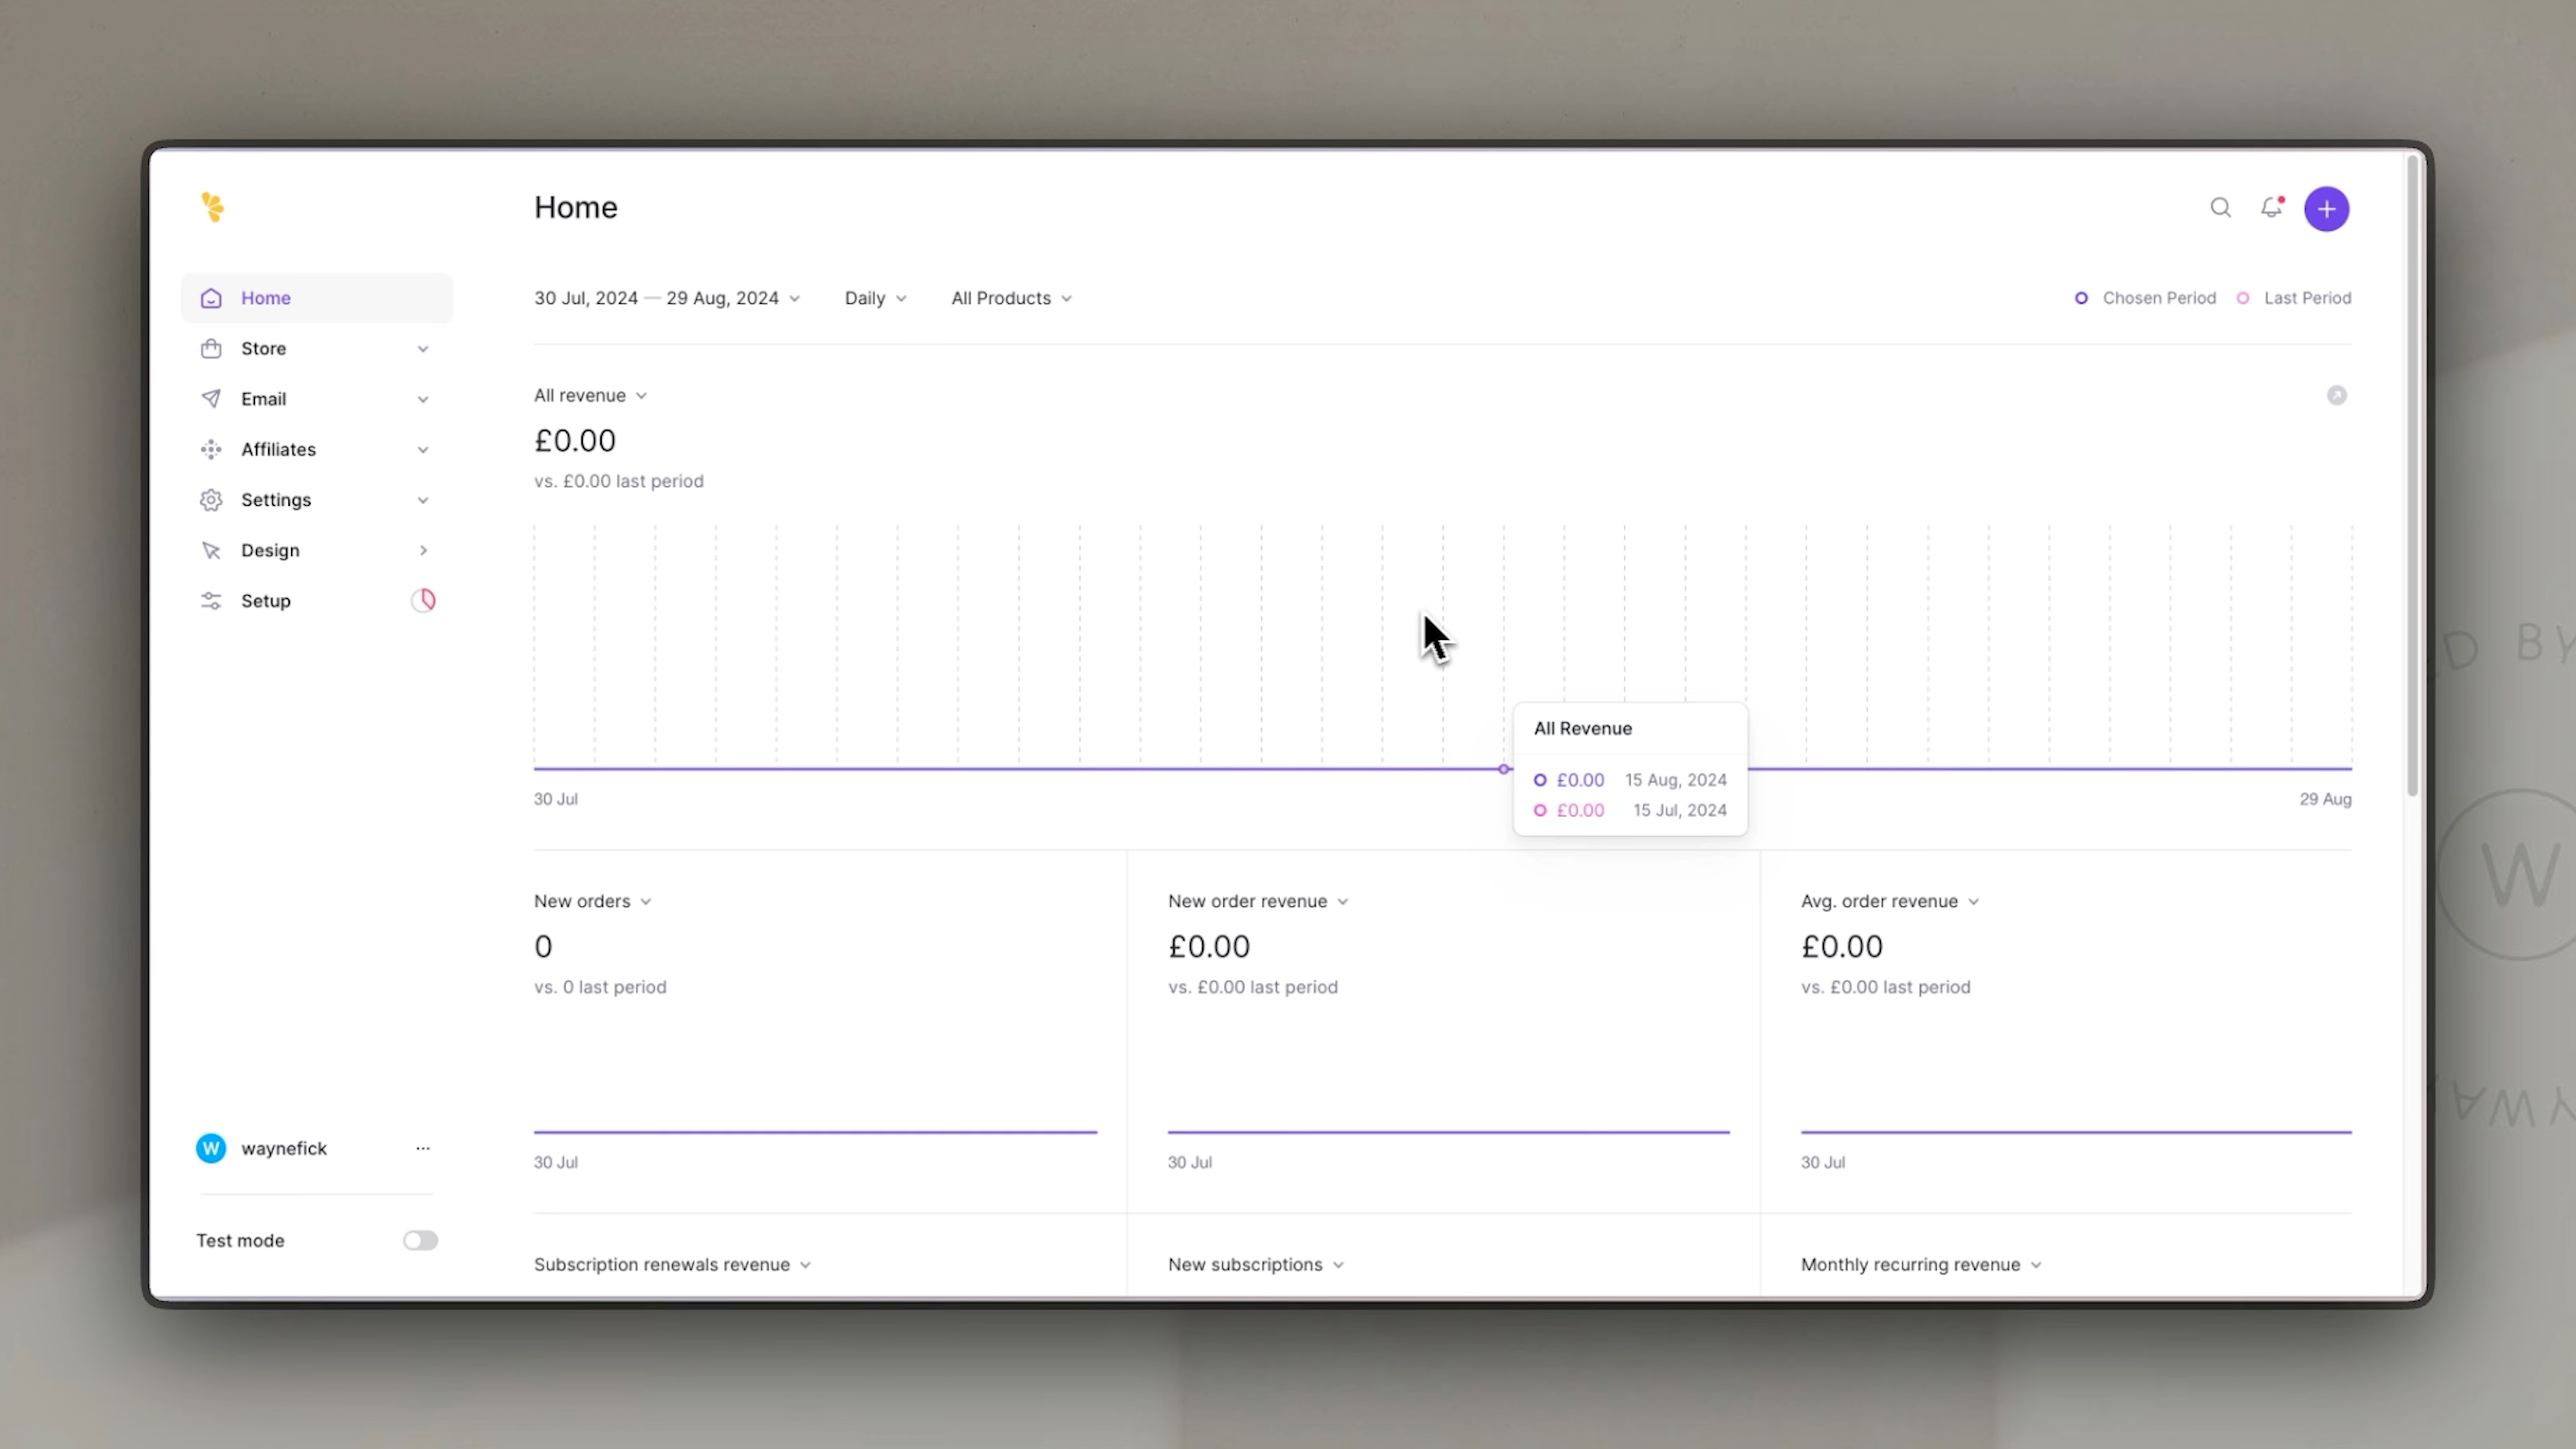 Home
30 Jul, 2024 — 29 Aug, 2024
Daily
All Products
Chosen Period
Last Period
Home
Store
Email
Affiliates
Settings
Design
Setup
All revenue
£0.00
vs. £0.00 last period
All Revenue
£0.00 15 Aug, 2024
£0.00 15 Jul, 2024
30 Jul
29 Aug
New orders
0
vs. 0 last period
30 Jul
New order revenue
£0.00
vs. £0.00 last period
30 Jul
Avg. order revenue
£0.00
vs. £0.00 last period
30 Jul
Subscription renewals revenue
New subscriptions
Monthly recurring revenue
W waynefick
Test mode
BY
W